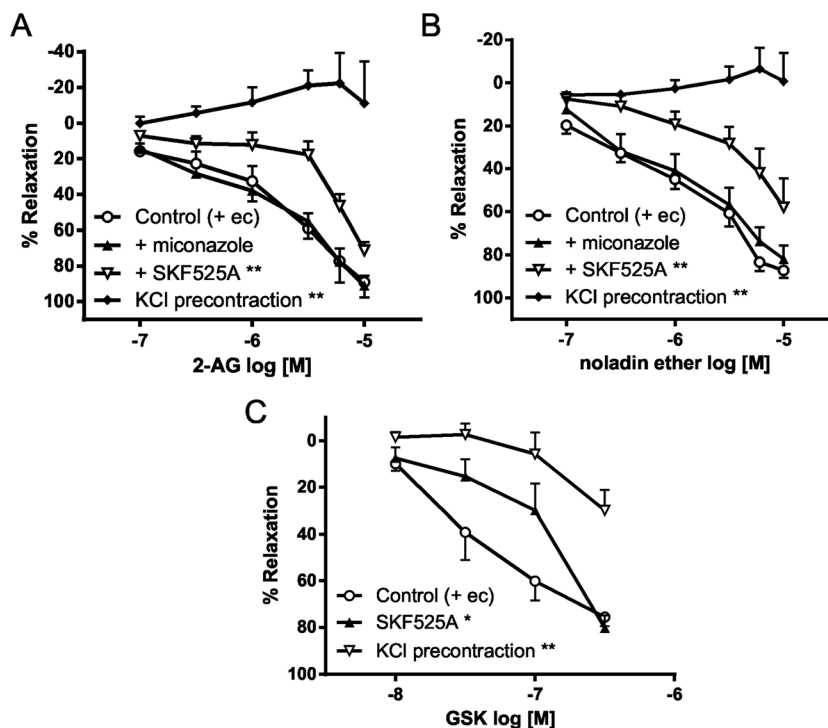 A
-40
-20
0
20
40
60
80
100
% Relaxation
Control (+ ec)
+ miconazole
+ SKF525A **
KCl precontraction **
-7
-6
-5
2-AG log [M]
B
-20
0
20
40
60
80
100
% Relaxation
Control (+ ec)
+ miconazole
+ SKF525A **
KCl precontraction **
-7
-6
-5
noladin ether log [M]
C
0
20
40
60
80
100
% Relaxation
Control (+ ec)
SKF525A *
KCl precontraction **
-8
-7
-6
GSK log [M]